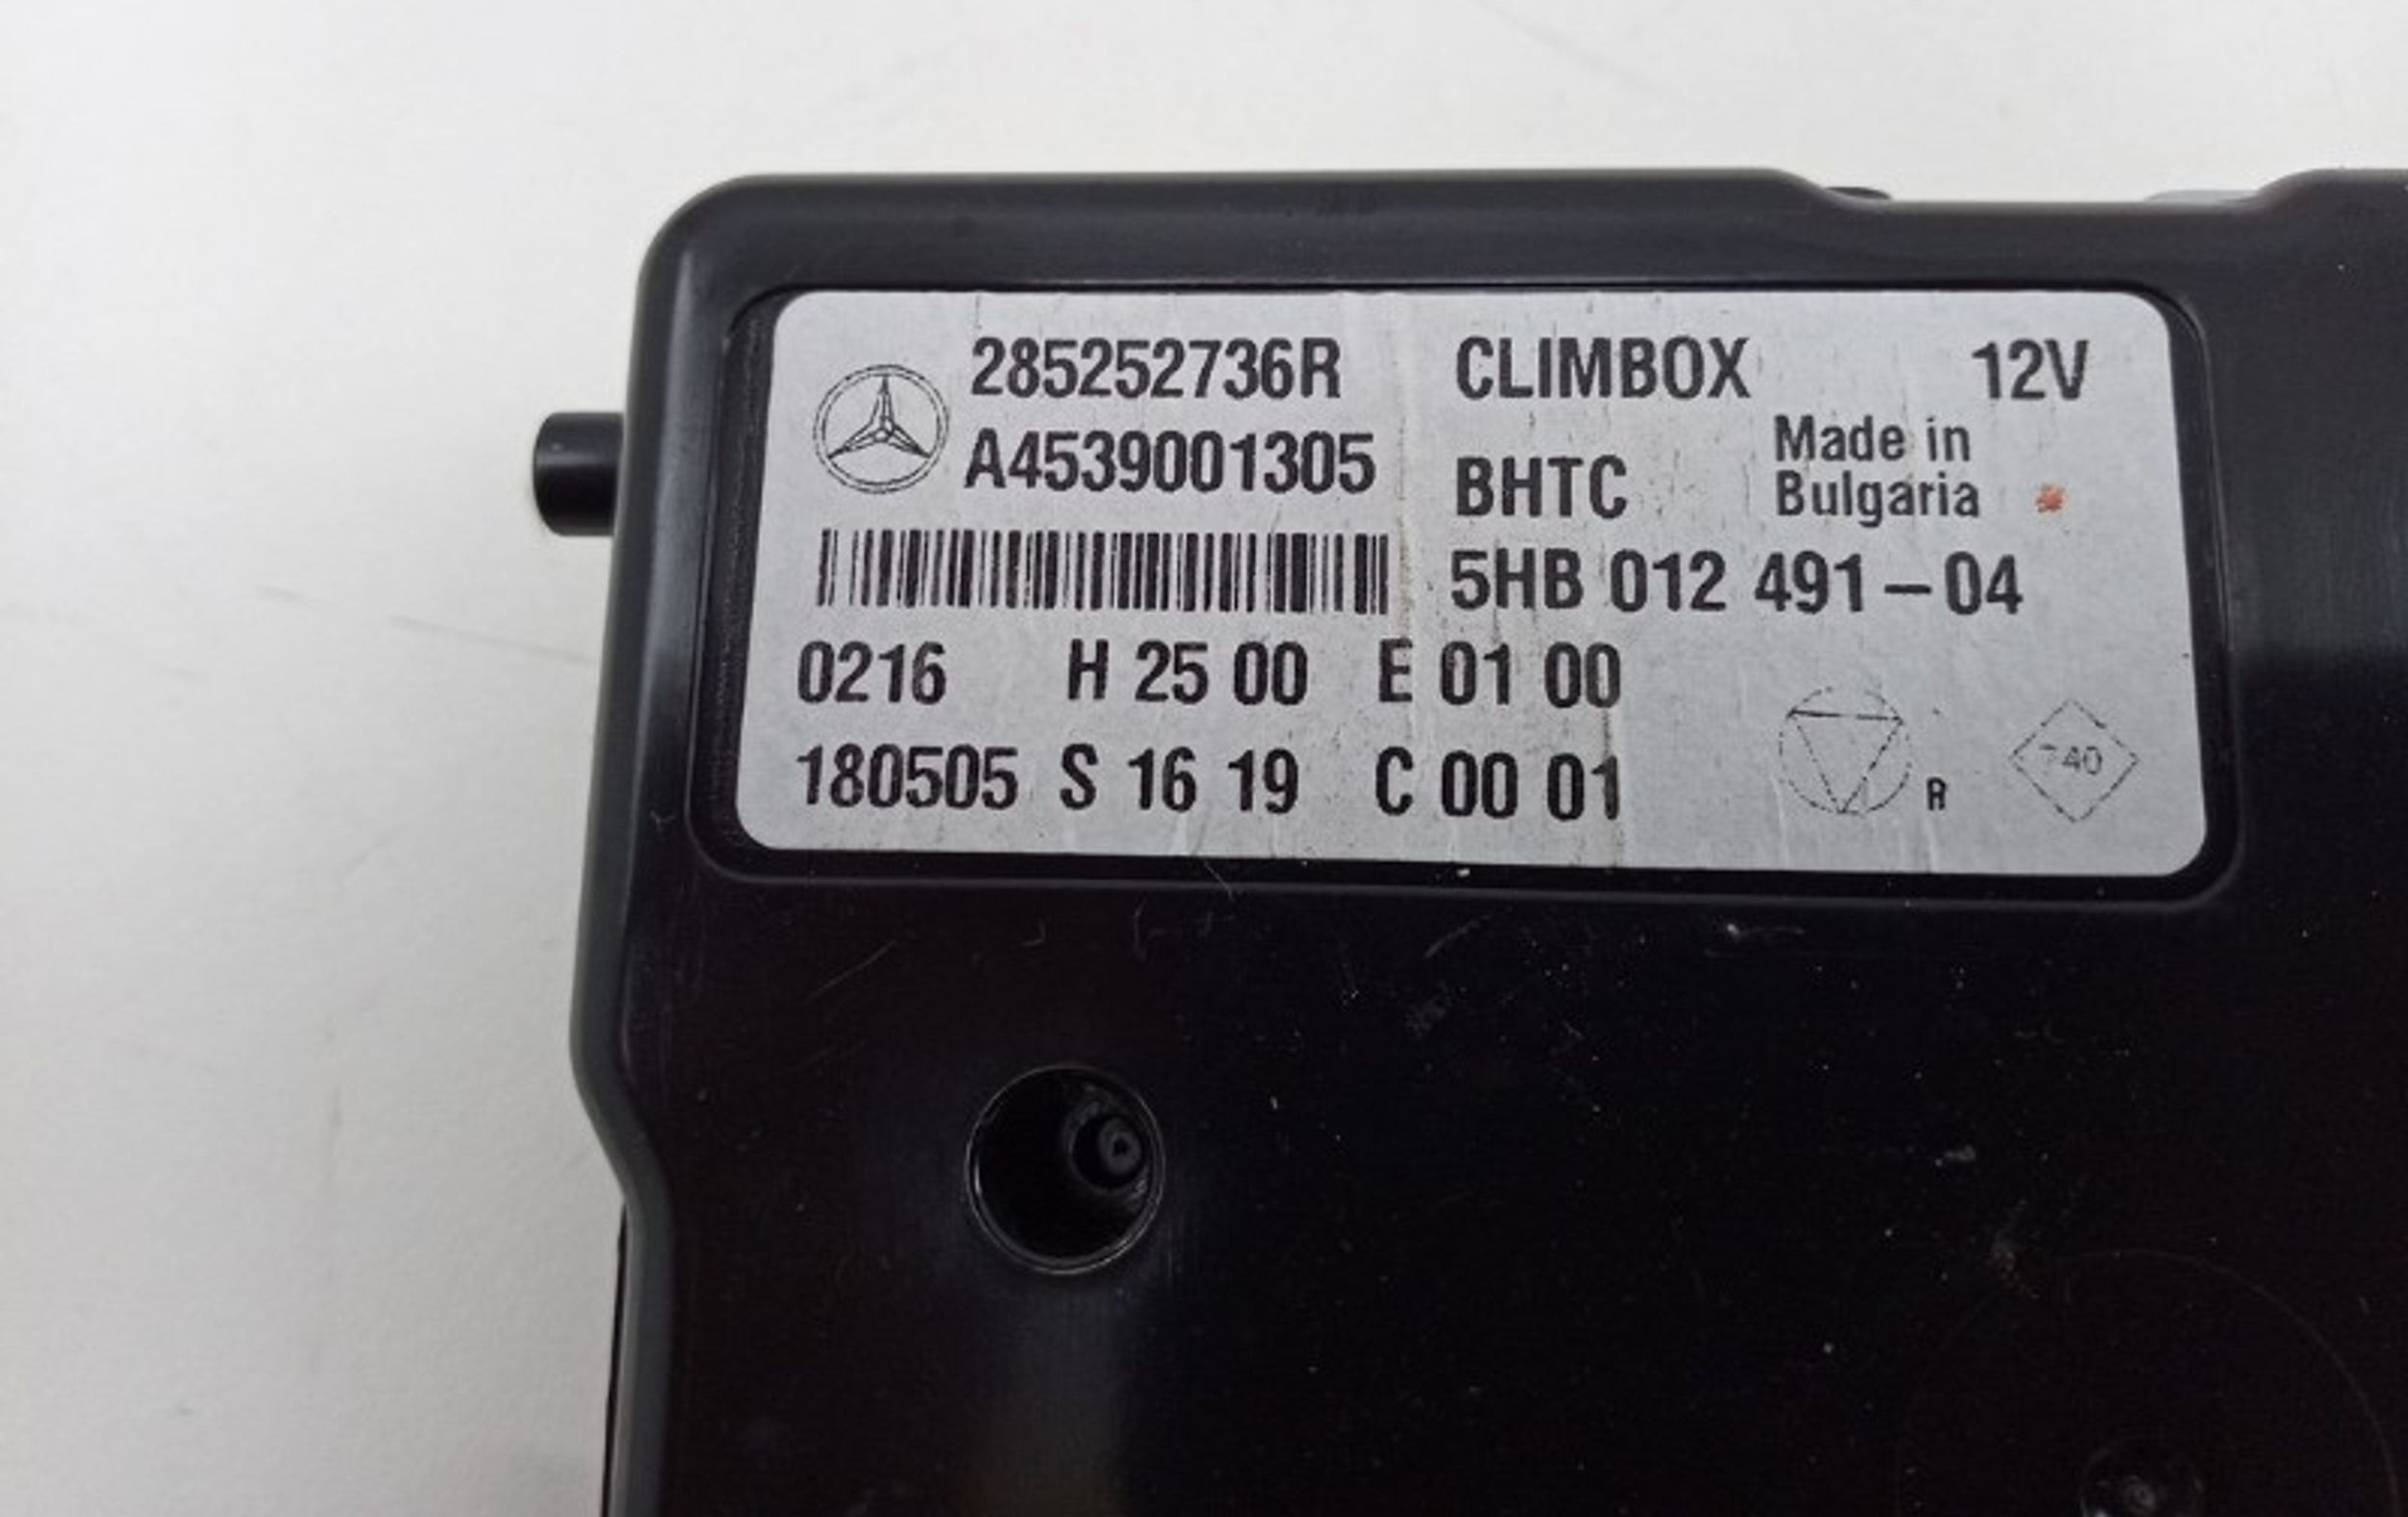 285252736R CLIMBOX 12V
A4539001305 BHTC Made in
Bulgaria
5HB 012 491-04
0216 H 25 00 E 01 00
180505 S 16 19 C 00 01
R 740